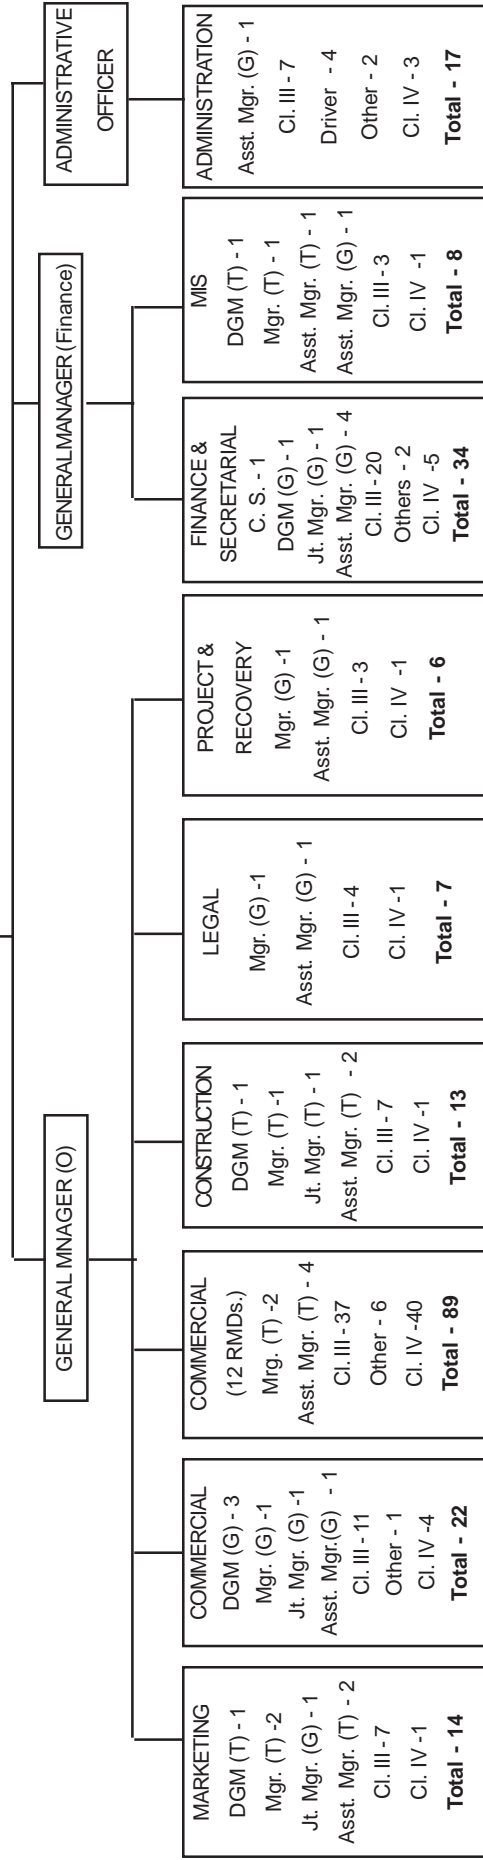 GENERAL MNAGER (O)
GENERALMANAGER (Finance)
ADMINISTRATIVE
OFFICER
MARKETING
DGM (T) - 1
Mgr. (T) -2
Jt. Mgr. (G) - 1
Asst. Mgr. (T) - 2
Cl. III - 7
Cl. IV -1
Total - 14
COMMERCIAL
DGM (G) - 3
Mgr. (G) -1
Jt. Mgr. (G) -1
Asst. Mgr.(G) - 1
Cl. III - 11
Other - 1
Cl. IV -4
Total - 22
COMMERCIAL
(12 RMDs.)
Mrg. (T) -2
Asst. Mgr. (T) - 4
Cl. III - 37
Other - 6
Cl. IV -40
Total - 89
CONSTRUCTION
DGM (T) - 1
Mgr. (T) -1
Jt. Mgr. (T) - 1
Asst. Mgr. (T) - 2
Cl. III - 7
Cl. IV -1
Total - 13
LEGAL
Mgr. (G) -1
Asst. Mgr. (G) - 1
Cl. III - 4
Cl. IV -1
Total - 7
PROJECT &
RECOVERY
Mgr. (G) -1
Asst. Mgr. (G) - 1
Cl. III - 3
Cl. IV -1
Total - 6
FINANCE &
SECRETARIAL
C. S. - 1
DGM (G) - 1
Jt. Mgr. (G) - 1
Asst. Mgr. (G) - 4
Cl. III - 20
Others - 2
Cl. IV -5
Total - 34
MIS
DGM (T) - 1
Mgr. (T) - 1
Asst. Mgr. (T) - 1
Asst. Mgr. (G) - 1
Cl. III - 3
Cl. IV -1
Total - 8
ADMINISTRATION
Asst. Mgr. (G) - 1
Cl. III - 7
Driver - 4
Other - 2
Cl. IV - 3
Total - 17